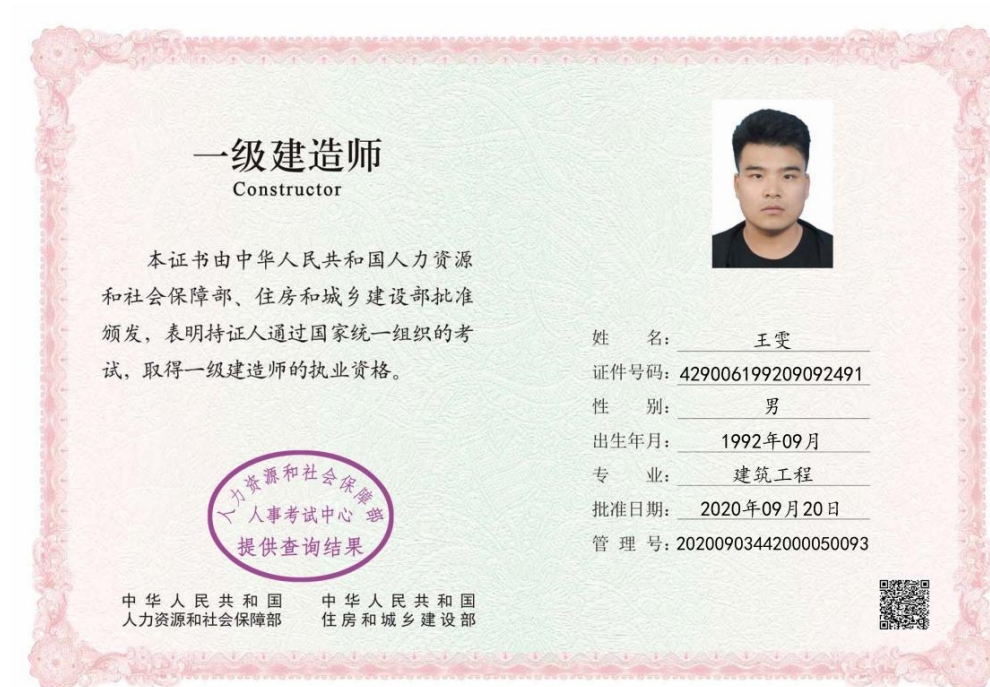 一级建造师
Constructor
本证书由中华人民共和国人力资源
和社会保障部、住房和城乡建设部批准
颁发，表明持证人通过国家统一组织的考
试，取得一级建造师的执业资格。
人力资源和社会保障部
人事考试中心
提供查询结果
中华人民共和国
人力资源和社会保障部
中华人民共和国
住房和城乡建设部
姓名：王雯
证件号码：429006199209092491
性别：男
出生年月：1992年09月
专业：建筑工程
批准日期：2020年09月20日
管理号：20200903442000050093